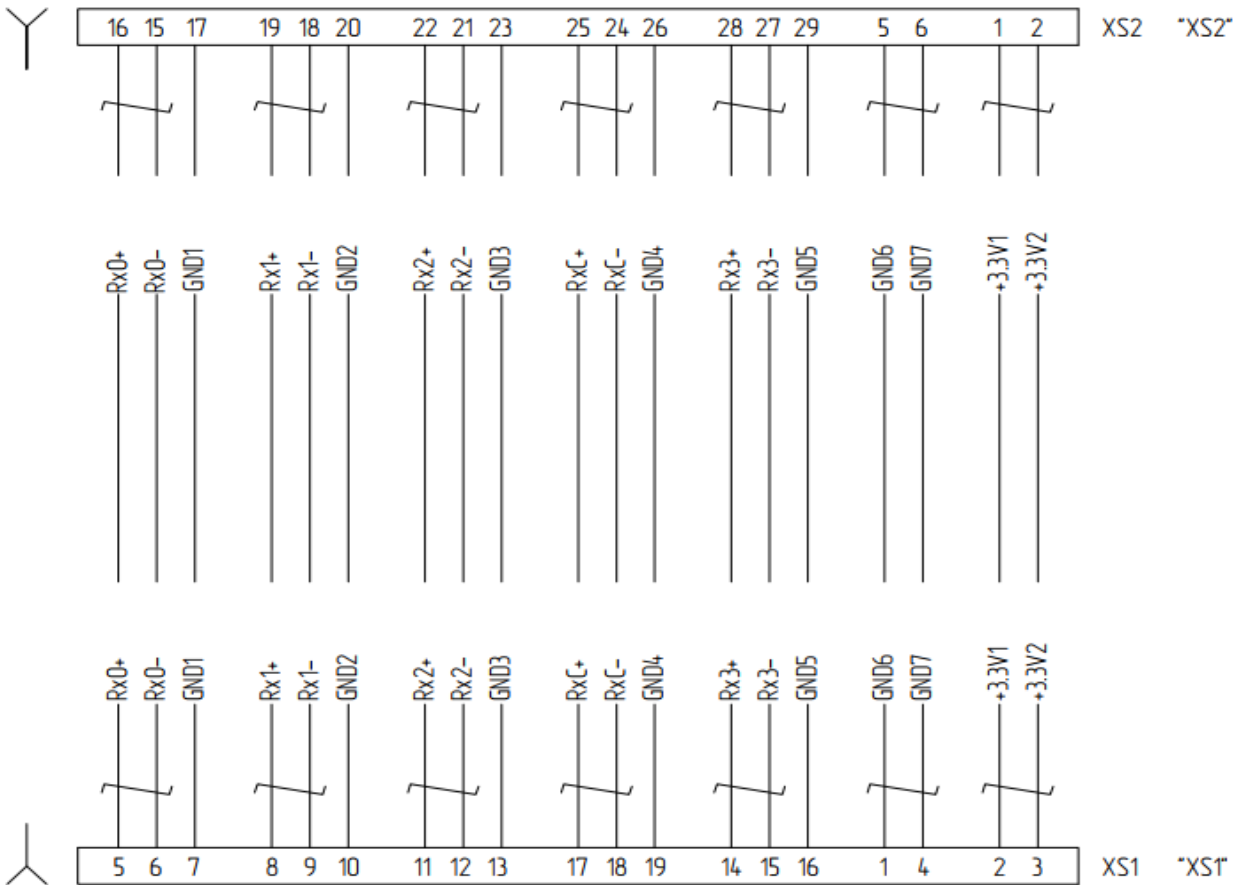 16 15 17 19 18 20 22 21 23 25 24 26 28 27 29 5 6 1 2 XS2 "XS2"
Rx0+ Rx0- GND1 Rx1+ Rx1- GND2 Rx2+ Rx2- GND3 RxC+ RxC- GND4 Rx3+ Rx3- GND5 GND6 GND7 +3.3V1 +3.3V2
Rx0+ Rx0- GND1 Rx1+ Rx1- GND2 Rx2+ Rx2- GND3 RxC+ RxC- GND4 Rx3+ Rx3- GND5 GND6 GND7 +3.3V1 +3.3V2
5 6 7 8 9 10 11 12 13 17 18 19 14 15 16 1 4 2 3 XS1 "XS1"